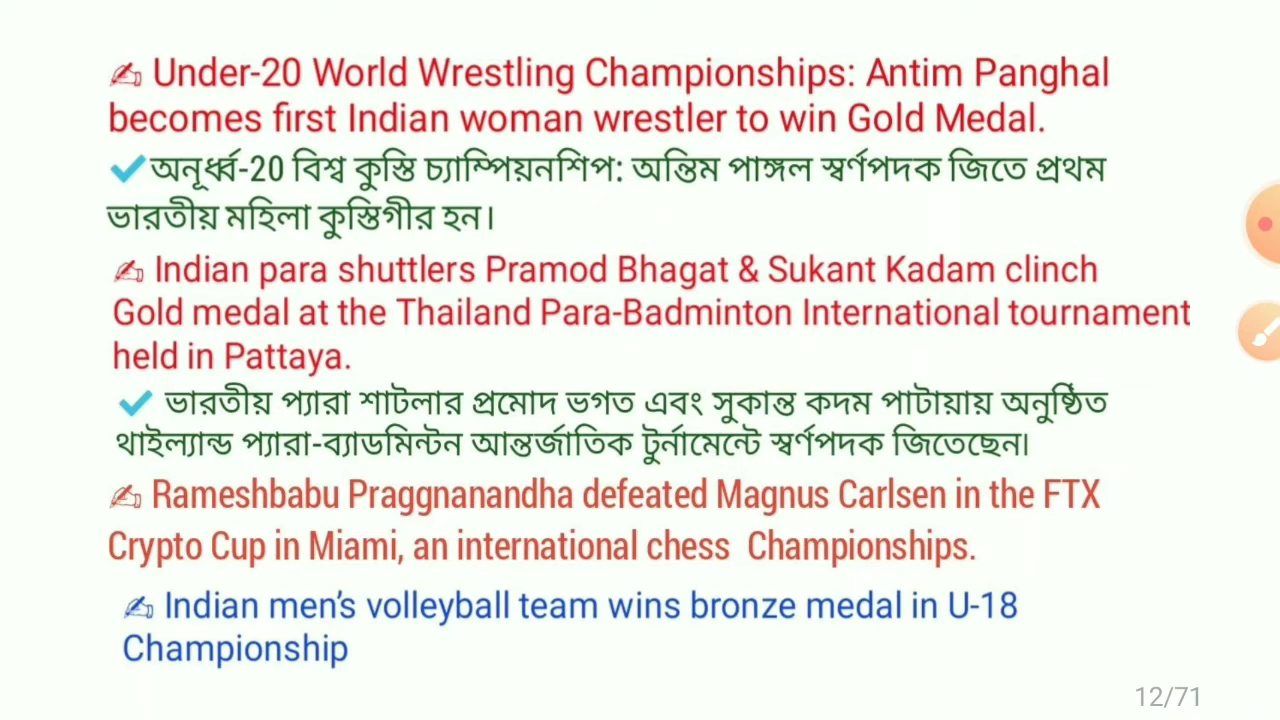 ✍ Under-20 World Wrestling Championships: Antim Panghal
becomes first Indian woman wrestler to win Gold Medal.
✔অনূর্ধ্ব-20 বিশ্ব কুস্তি চ্যাম্পিয়নশিপ: অন্তিম পাঙ্গল স্বর্ণপদক জিতে প্রথম
ভারতীয় মহিলা কুস্তিগীর হন।
✍ Indian para shuttlers Pramod Bhagat & Sukant Kadam clinch
Gold medal at the Thailand Para-Badminton International tournament
held in Pattaya.
✔ ভারতীয় প্যারা শাটলার প্রমোদ ভগত এবং সুকান্ত কদম পাটায়ায় অনুষ্ঠিত
থাইল্যান্ড প্যারা-ব্যাডমিন্টন আন্তর্জাতিক টুর্নামেন্টে স্বর্ণপদক জিতেছেন।
✍ Rameshbabu Praggnanandha defeated Magnus Carlsen in the FTX
Crypto Cup in Miami, an international chess Championships.
✍ Indian men’s volleyball team wins bronze medal in U-18
Championship
12/71